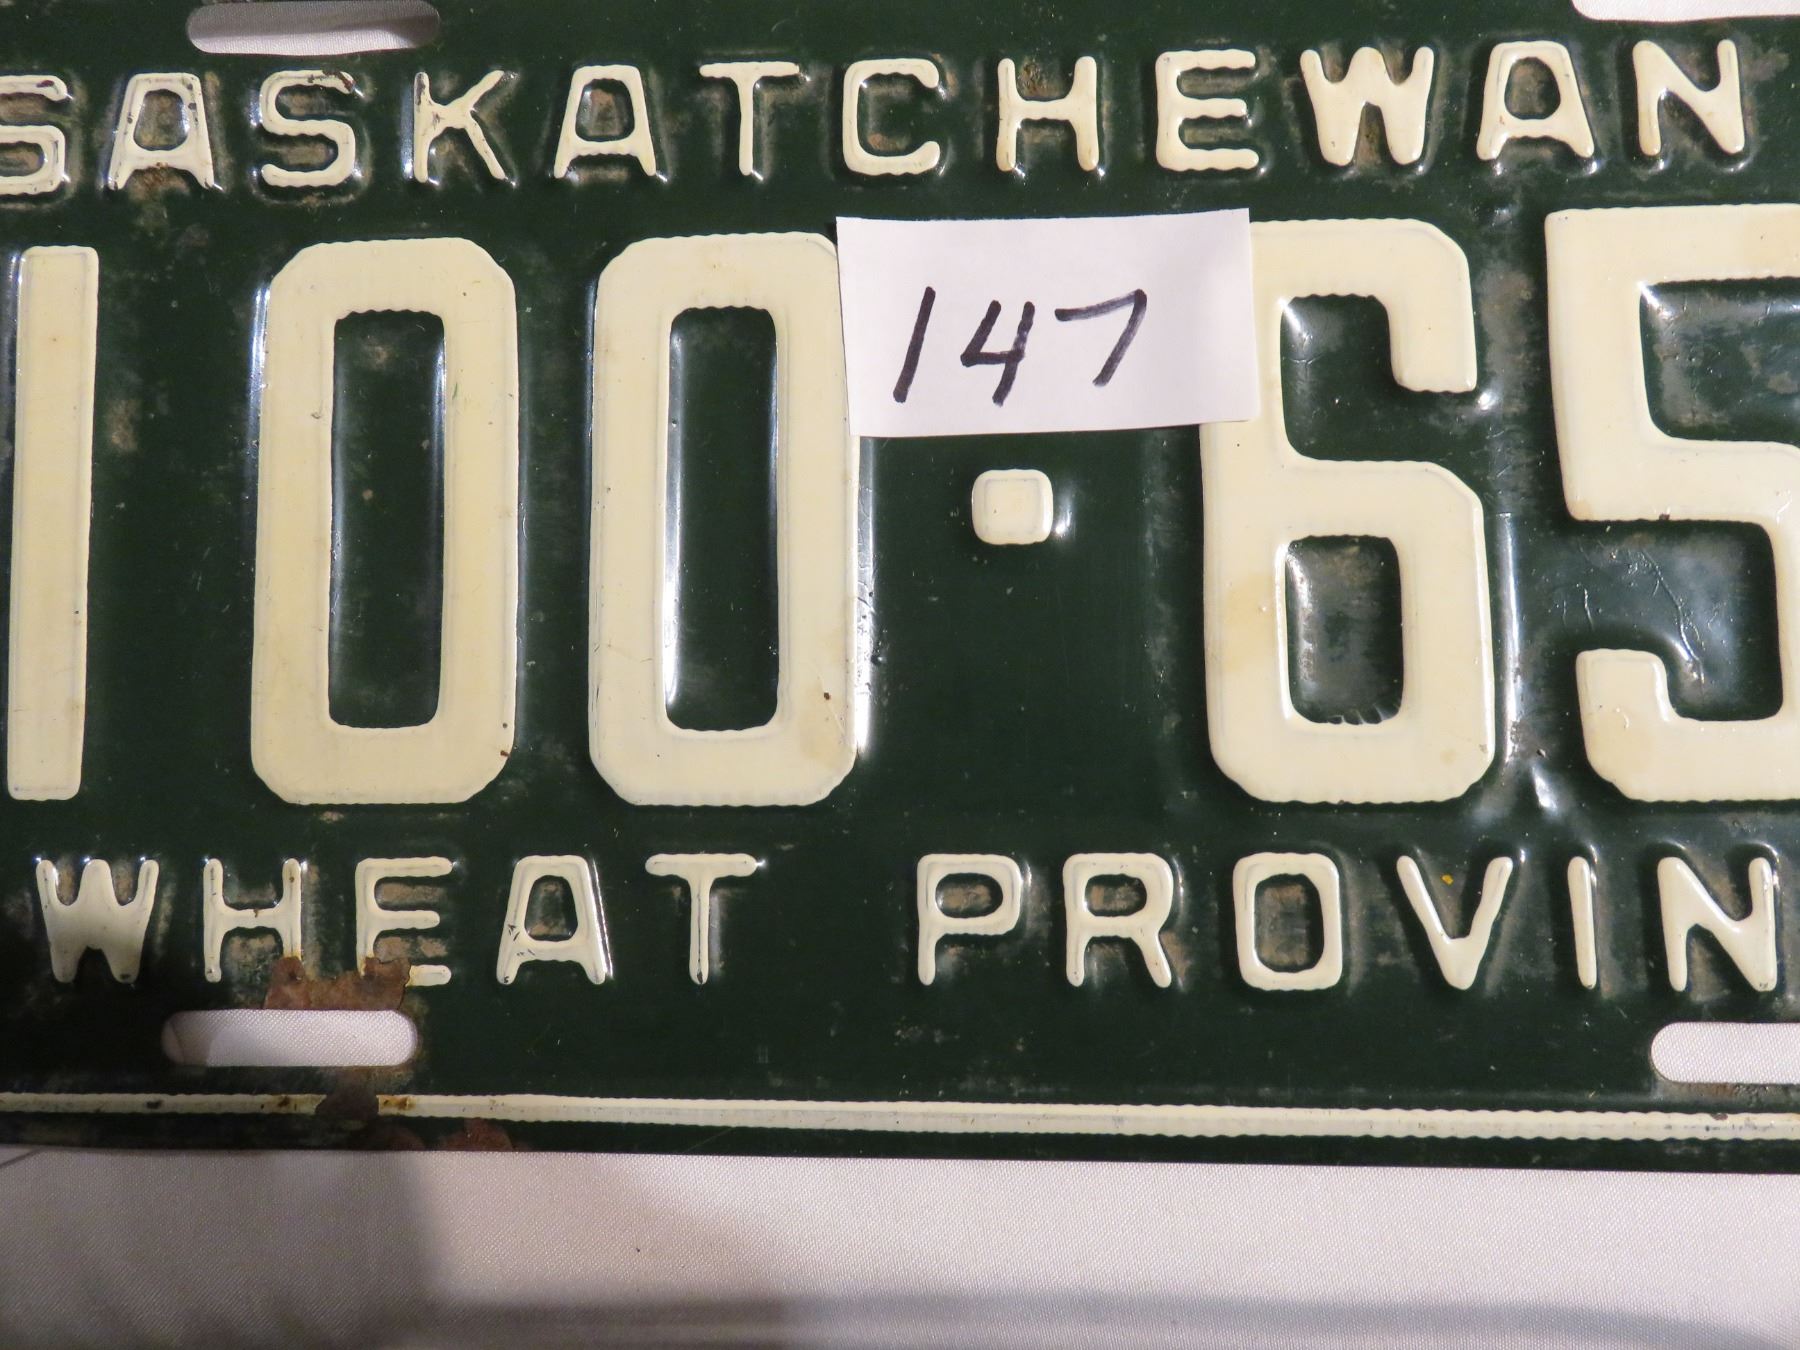 SASKATCHEWAN
147
100·65
WHEAT PROVIN